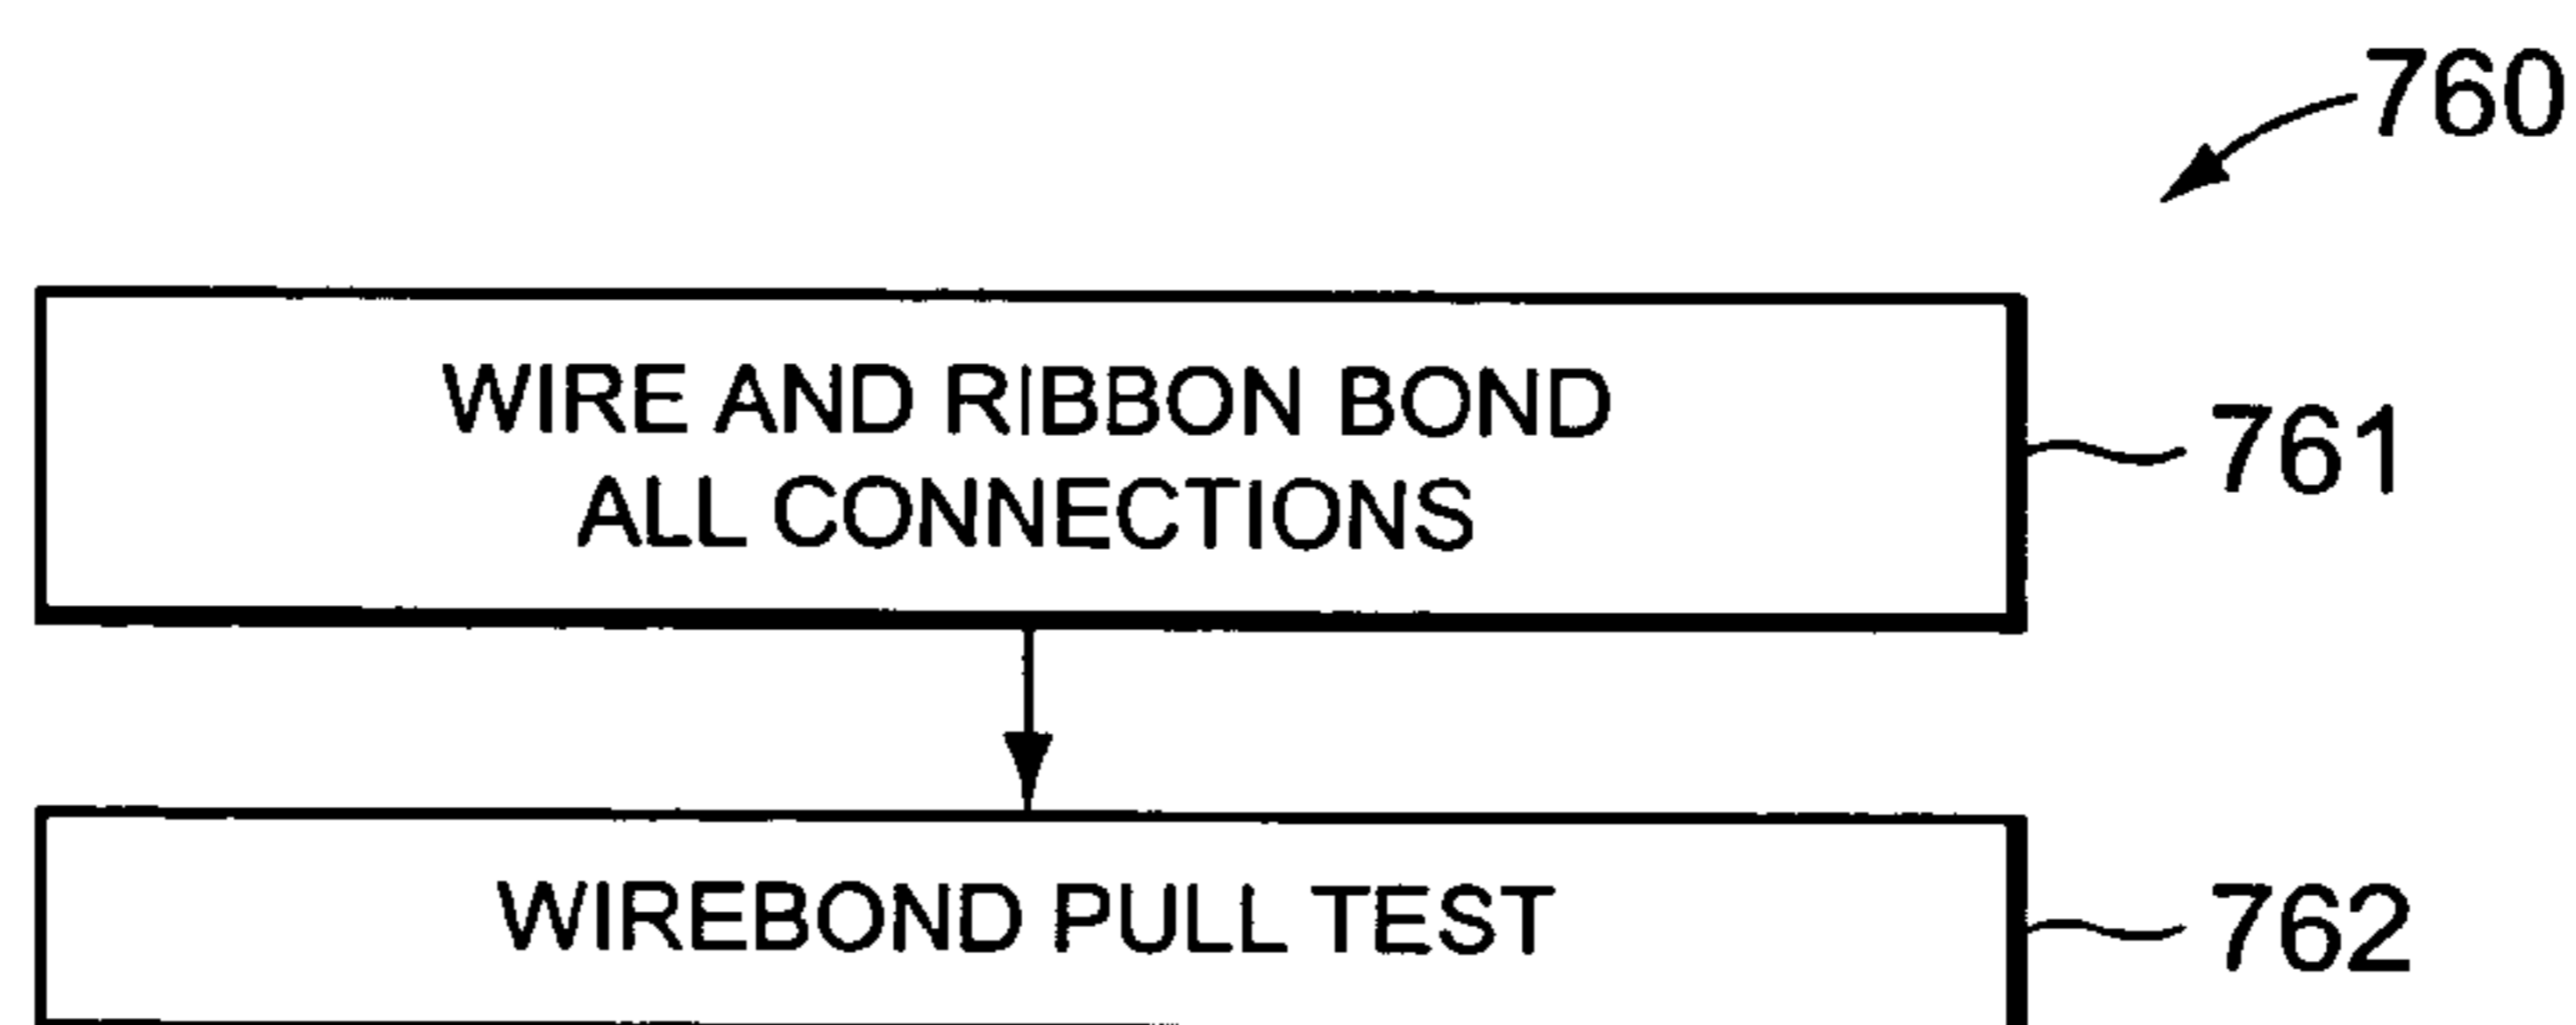 760
WIRE AND RIBBON BOND
ALL CONNECTIONS
761
WIREBOND PULL TEST
762